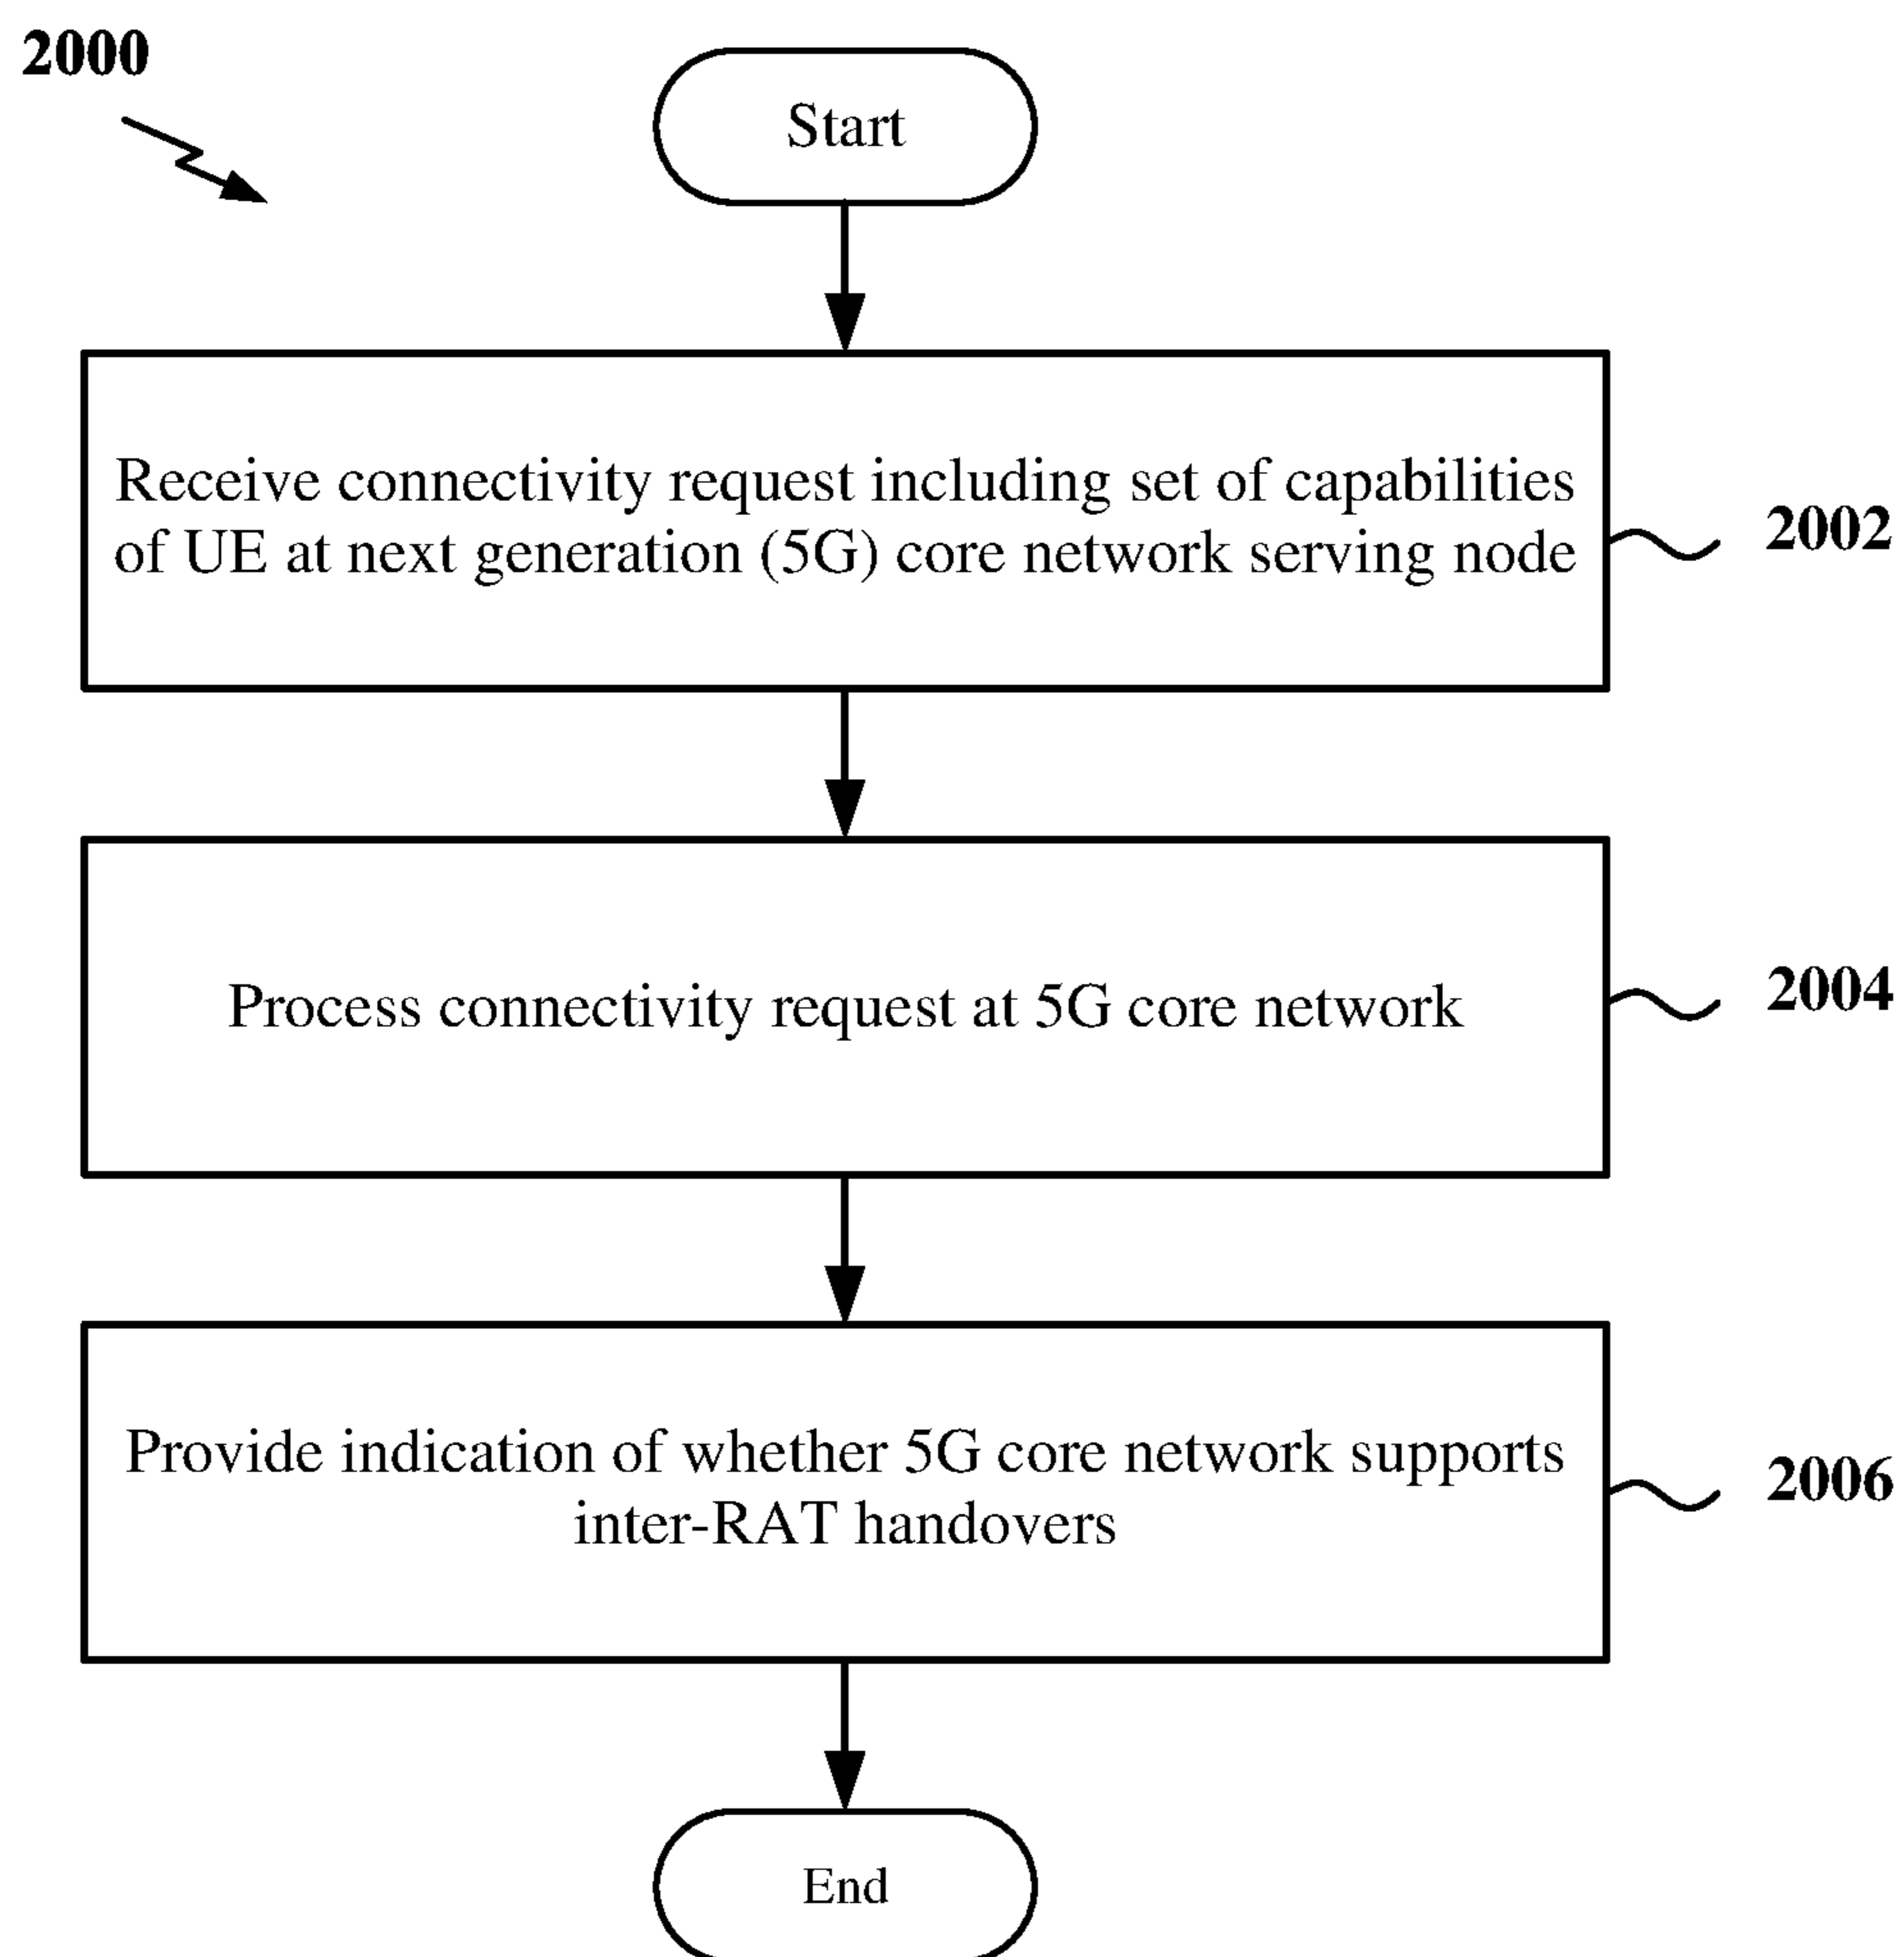 2000
Start
Receive connectivity request including set of capabilities
of UE at next generation (5G) core network serving node
2002
Process connectivity request at 5G core network
2004
Provide indication of whether 5G core network supports
inter-RAT handovers
2006
End